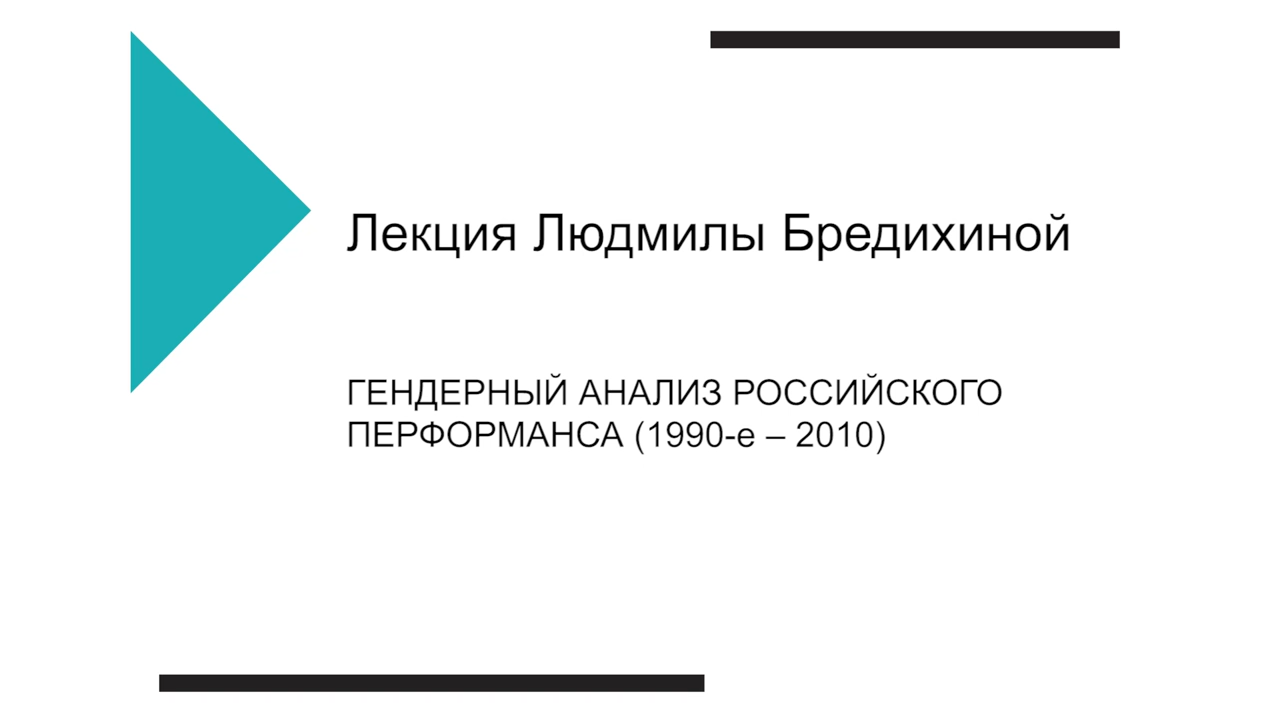 Лекция Людмилы Бредихиной
ГЕНДЕРНЫЙ АНАЛИЗ РОССИЙСКОГО
ПЕРФОРМАНСА (1990-е – 2010)